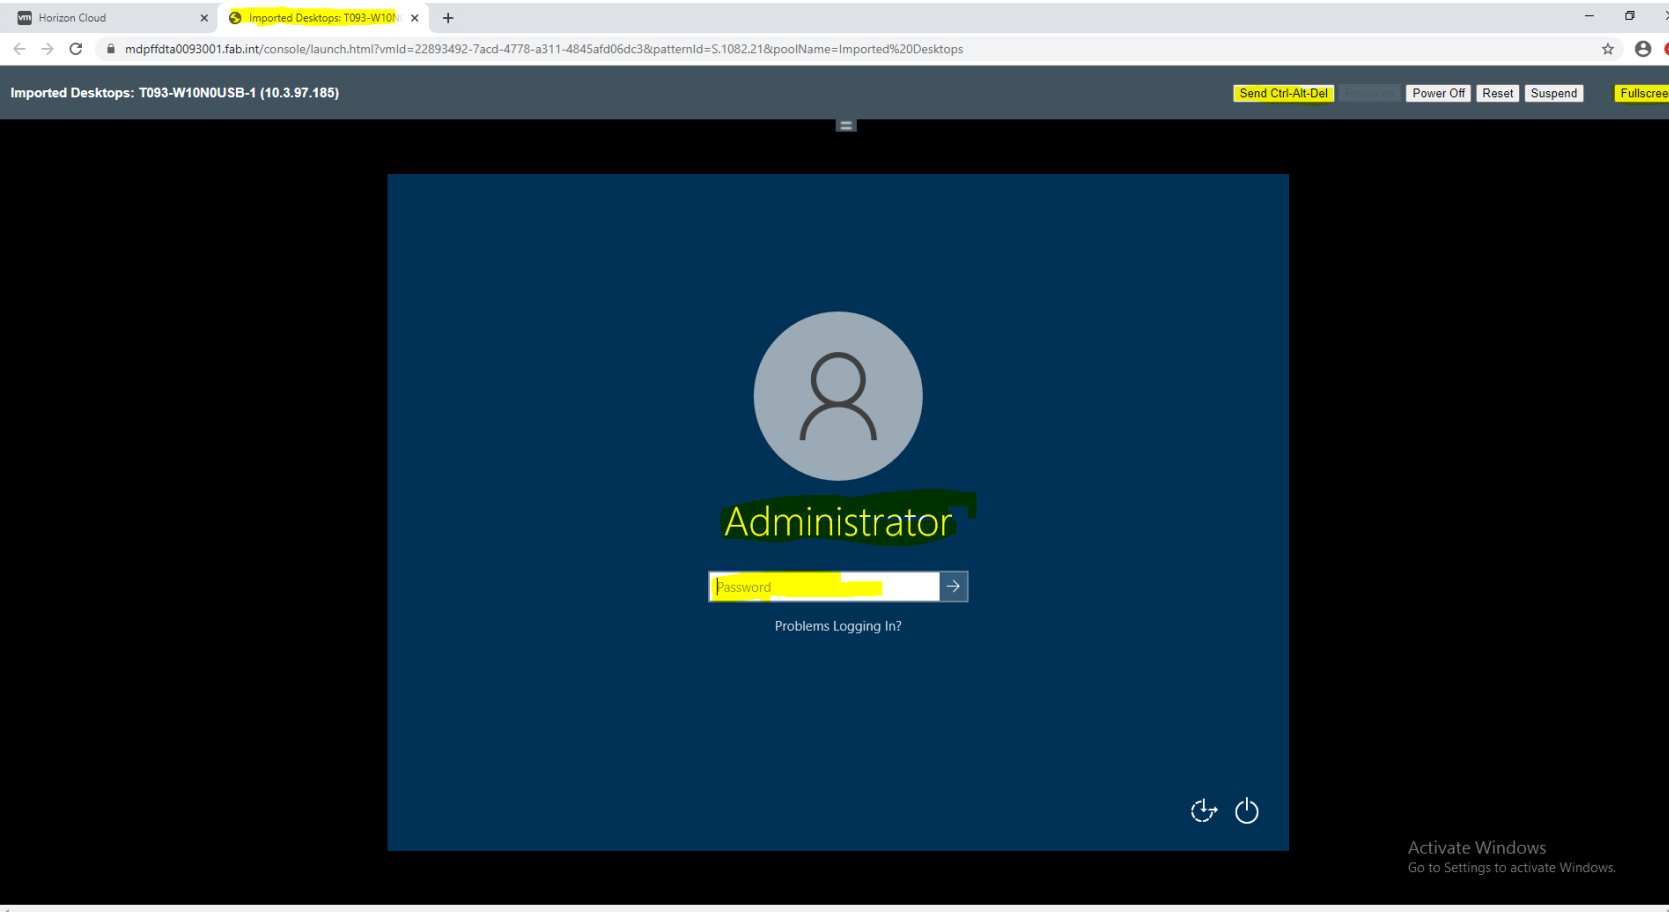 Horizon Cloud
Imported Desktops: T093-W10N
mdpffdta0093001.fab.int/console/launch.html?vmId=22893492-7acd-4778-a311-4845afd06dc3&patternId=S.1082.21&poolName=Imported%20Desktops
Imported Desktops: T093-W10N0USB-1 (10.3.97.185)
Send Ctrl-Alt-Del Power on Power Off Reset Suspend Fullscree
Administrator
Password
Problems Logging In?
Activate Windows
Go to Settings to activate Windows.